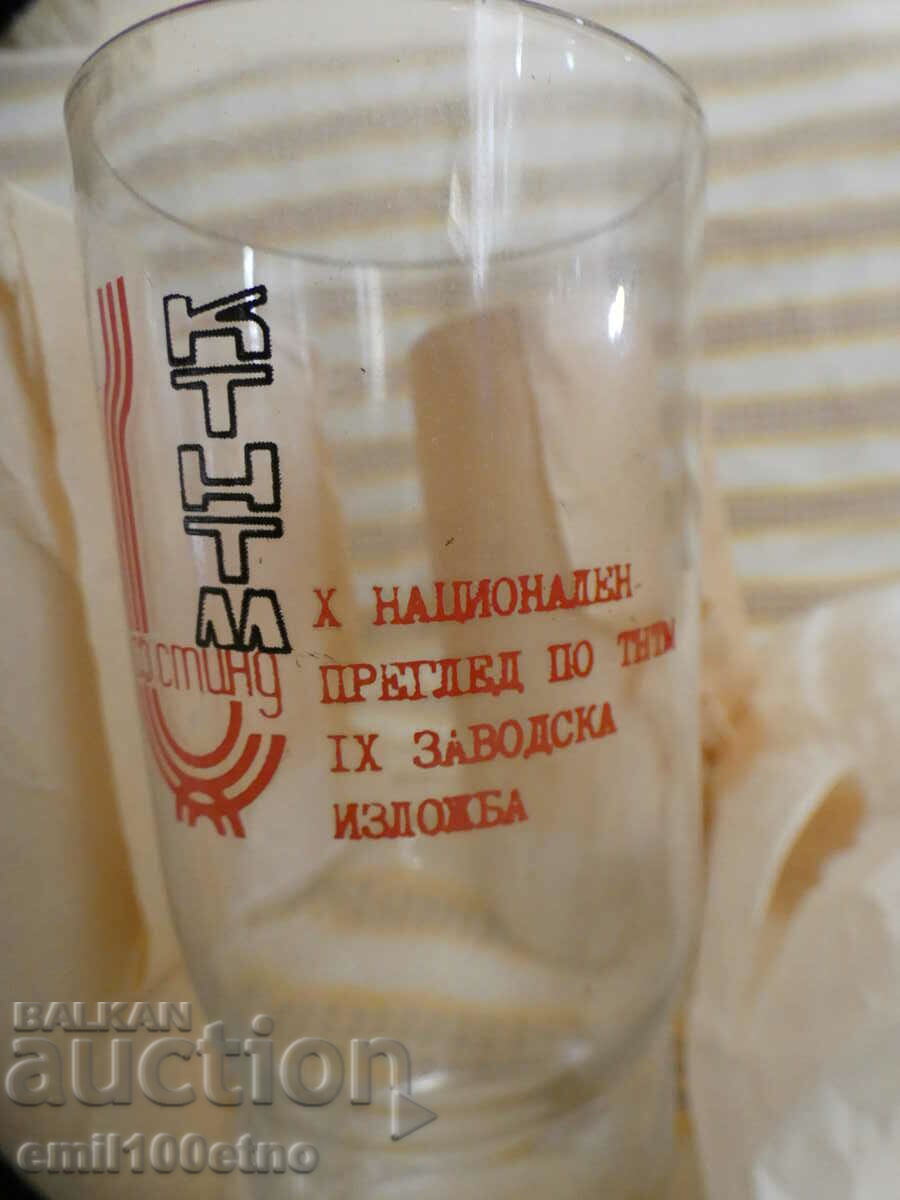 КТНТМ
X НАЦИОНАЛЕН
ПРЕГЛЕД ПО ТНТМ
IX ЗАВОДСКА
ИЗЛОЖБА
BALKAN
auction
emil100etno